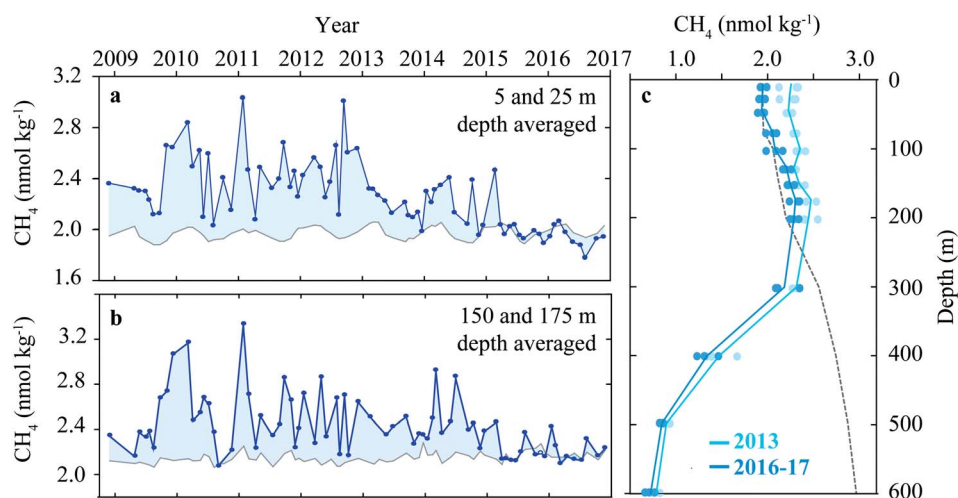 Year
2009 2010 2011 2012 2013 2014 2015 2016 2017
CH4 (nmol kg-1)
3.2
2.8
2.4
2.0
1.6
a
5 and 25 m
depth averaged
CH4 (nmol kg-1)
3.2
2.8
2.4
2.0
b
150 and 175 m
depth averaged
CH4 (nmol kg-1)
1.0 2.0 3.0
c
0
100
200
300
400
500
600
Depth (m)
2013
2016-17